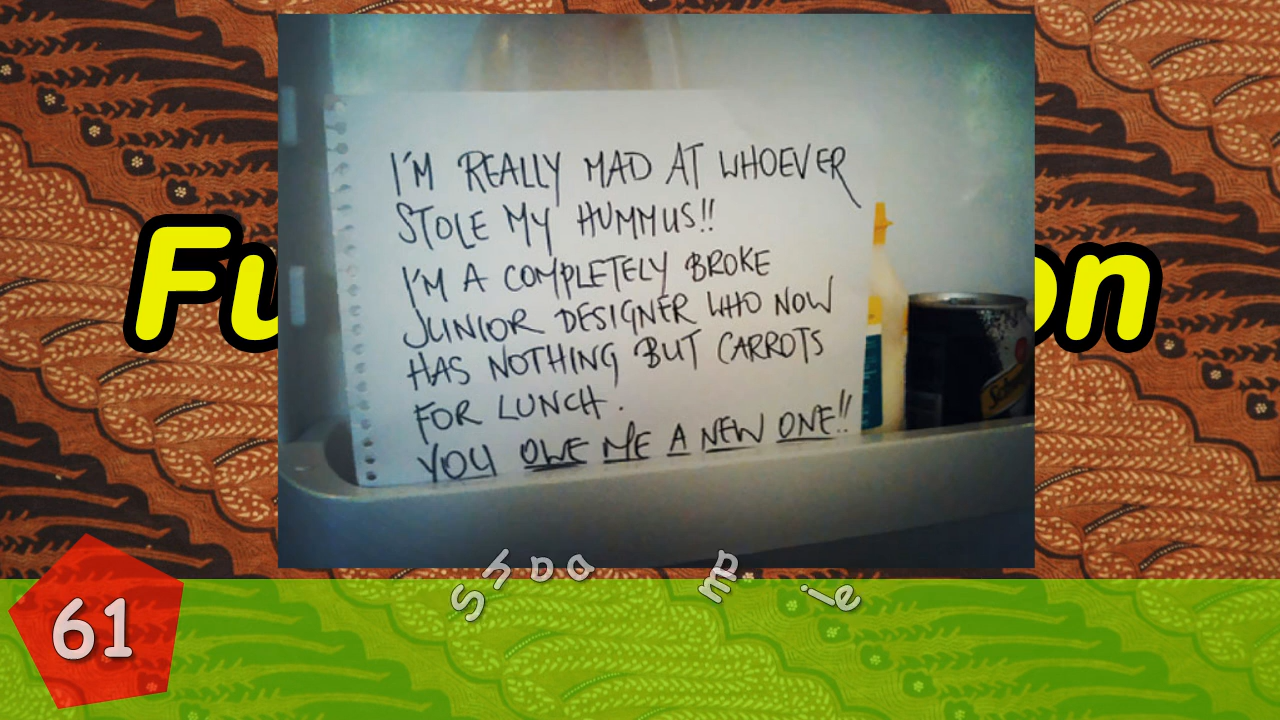 I'M REALLY MAD AT WHOEVER
STOLE MY HUMMUS!!
I'M A COMPLETELY BROKE
JUNIOR DESIGNER WHO NOW
HAS NOTHING BUT CARROTS
FOR LUNCH.
YOU OWE ME A NEW ONE!!
61